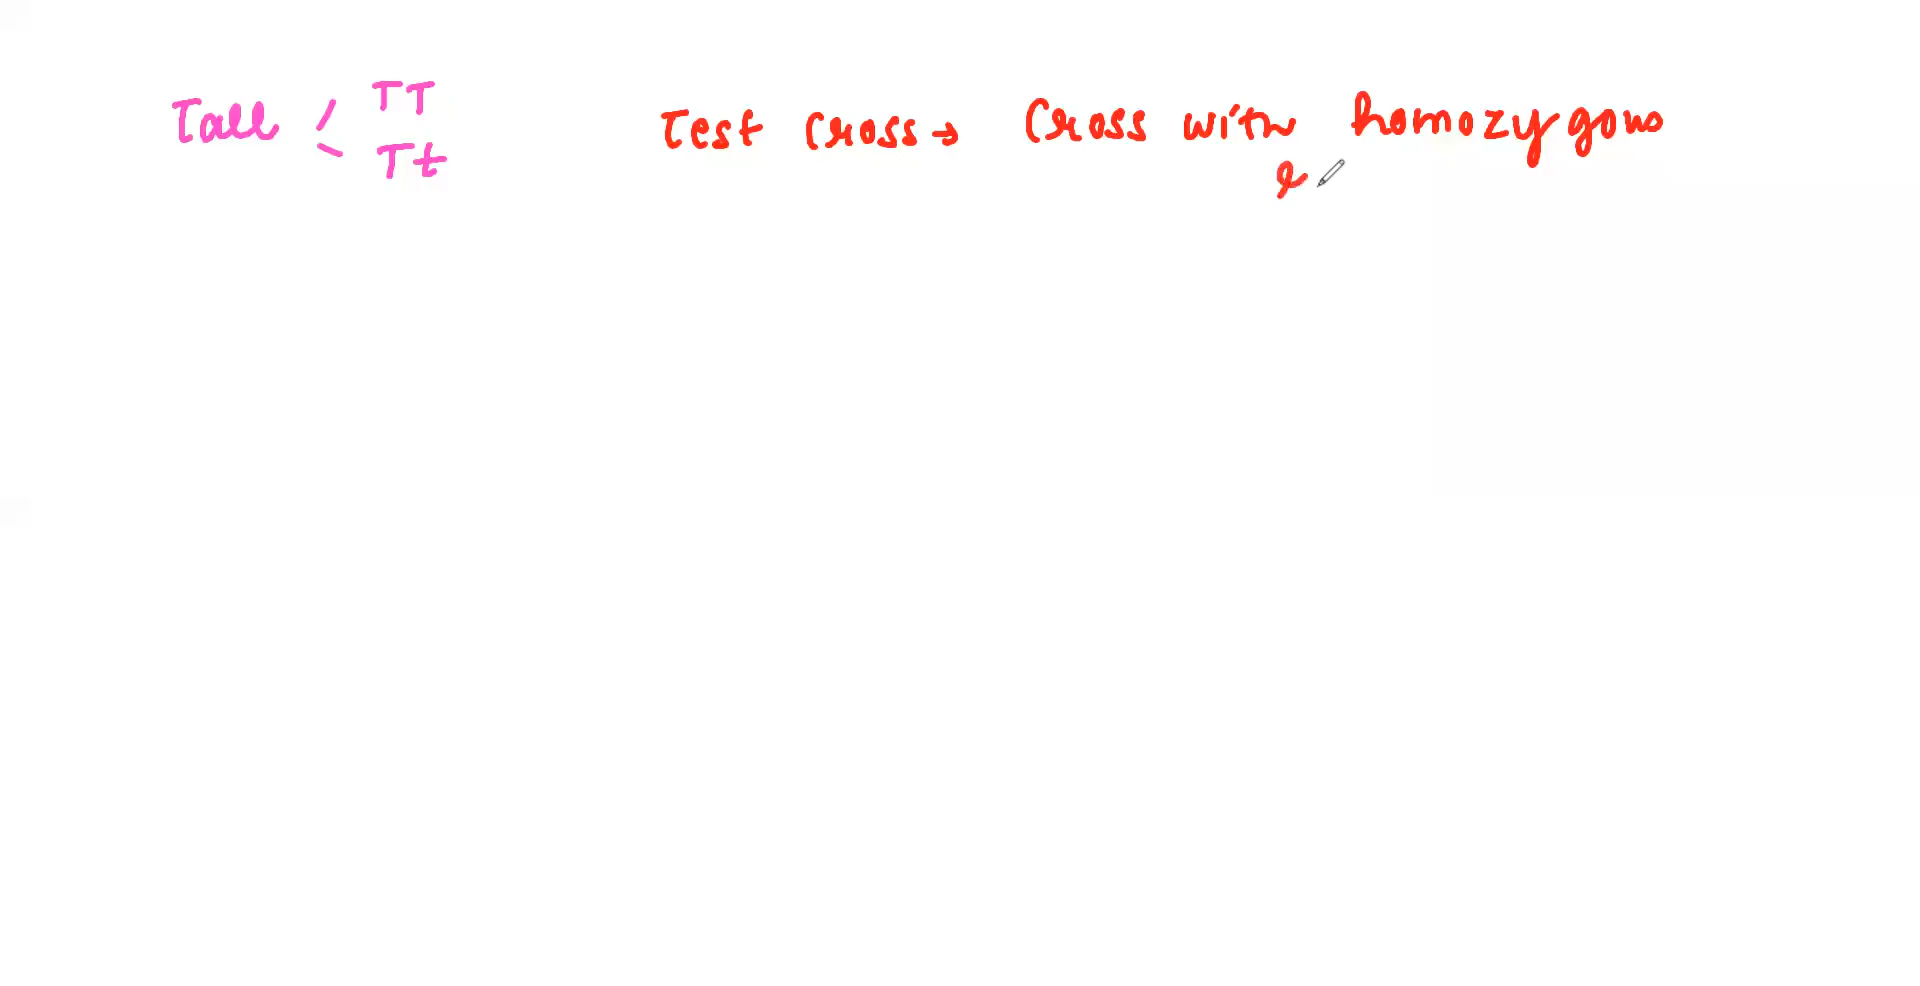 Tall TT
Tt
Test Cross → Cross with homozygous